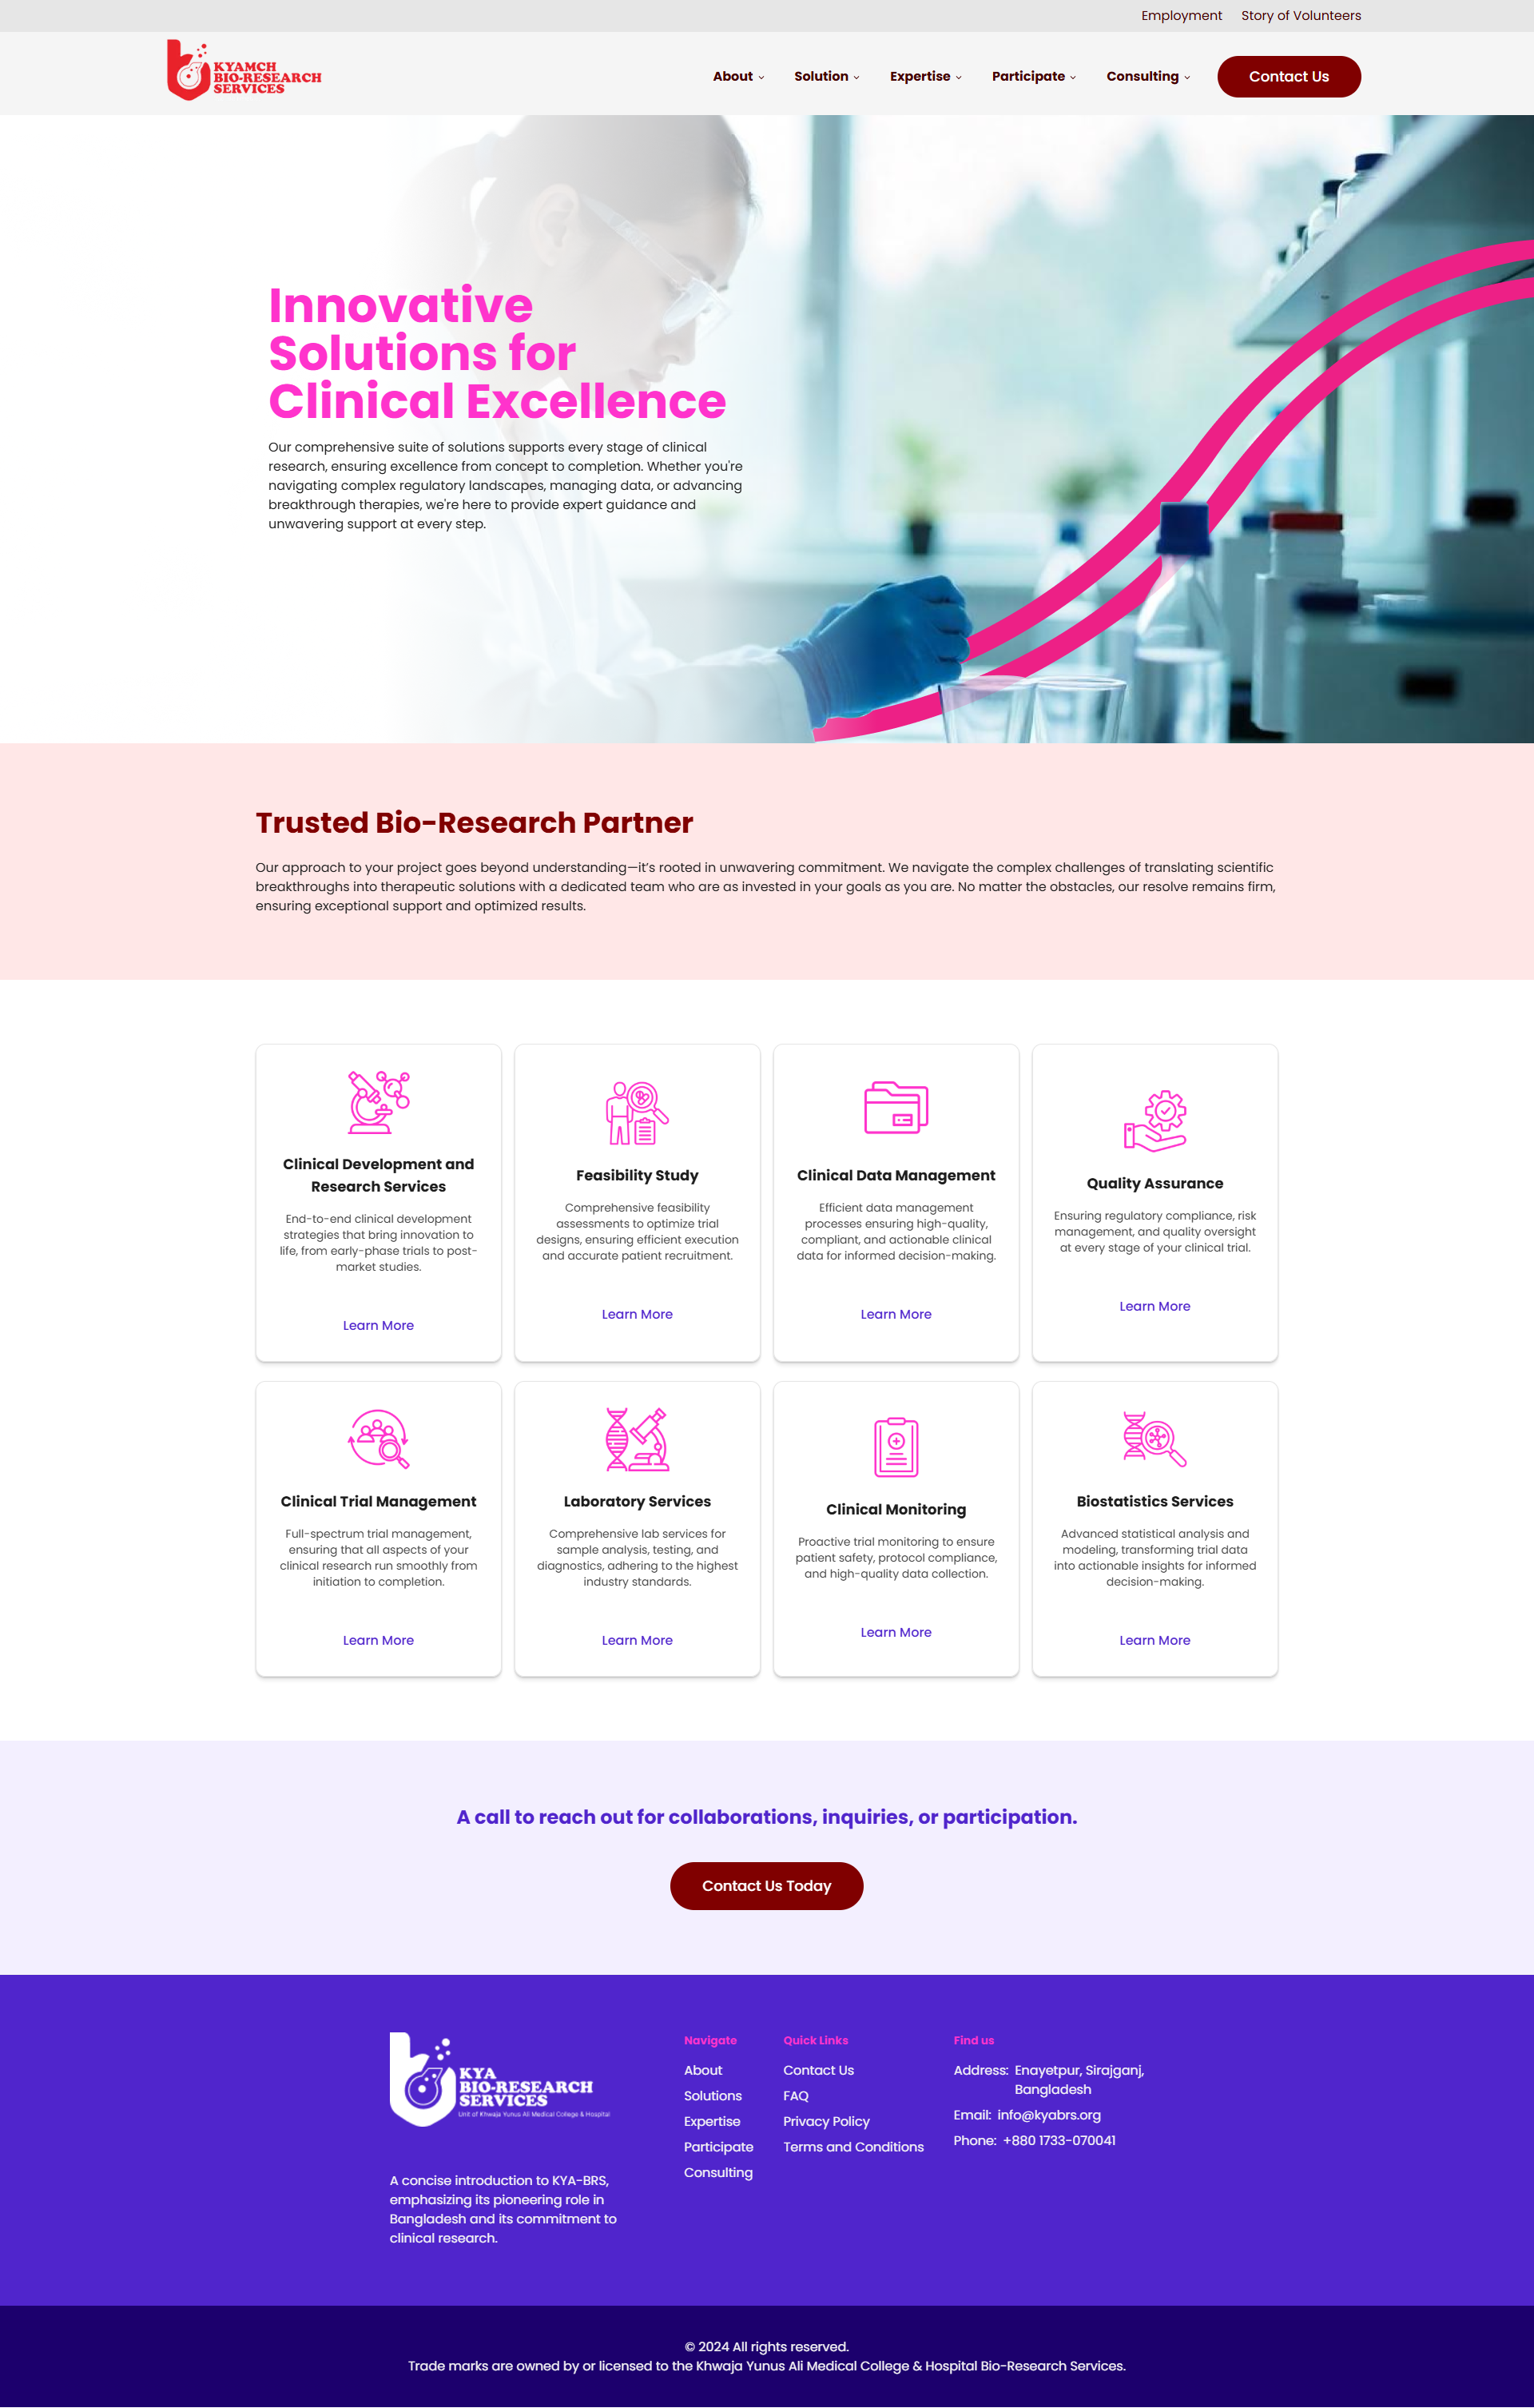 Employment Story of Volunteers
KYAMCH
BIO-RESEARCH
SERVICES
About Solution Expertise Participate Consulting Contact Us
Innovative
Solutions for
Clinical Excellence
Our comprehensive suite of solutions supports every stage of clinical
research, ensuring excellence from concept to completion. Whether you're
navigating complex regulatory landscapes, managing data, or advancing
breakthrough therapies, we're here to provide expert guidance and
unwavering support at every step.
Trusted Bio-Research Partner
Our approach to your project goes beyond understanding—it's rooted in unwavering commitment. We navigate the complex challenges of translating scientific
breakthroughs into therapeutic solutions with a dedicated team who are as invested in your goals as you are. No matter the obstacles, our resolve remains firm,
ensuring exceptional support and optimized results.
Clinical Development and
Research Services
End-to-end clinical development
strategies that bring innovation to
life, from early-phase trials to post-
market studies.
Learn More
Feasibility Study
Comprehensive feasibility
assessments to optimize trial
designs, ensuring efficient execution
and accurate patient recruitment.
Learn More
Clinical Data Management
Efficient data management
processes ensuring high-quality,
compliant, and actionable clinical
data for informed decision-making.
Learn More
Quality Assurance
Ensuring regulatory compliance, risk
management, and quality oversight
at every stage of your clinical trial.
Learn More
Clinical Trial Management
Full-spectrum trial management,
ensuring that all aspects of your
clinical research run smoothly from
initiation to completion.
Learn More
Laboratory Services
Comprehensive lab services for
sample analysis, testing, and
diagnostics, adhering to the highest
industry standards.
Learn More
Clinical Monitoring
Proactive trial monitoring to ensure
patient safety, protocol compliance,
and high-quality data collection.
Learn More
Biostatistics Services
Advanced statistical analysis and
modeling, transforming trial data
into actionable insights for informed
decision-making.
Learn More
A call to reach out for collaborations, inquiries, or participation.
Contact Us Today
KYA
BIO-RESEARCH
SERVICES
Unit of Khwaja Yunus Ali Medical College & Hospital
A concise introduction to KYA-BRS,
emphasizing its pioneering role in
Bangladesh and its commitment to
clinical research.
Navigate
About
Solutions
Expertise
Participate
Consulting
Quick Links
Contact Us
FAQ
Privacy Policy
Terms and Conditions
Find us
Address: Enayetpur, Sirajganj,
Bangladesh
Email: info@kyabrs.org
Phone: +880 1733-070041
© 2024 All rights reserved.
Trade marks are owned by or licensed to the Khwaja Yunus Ali Medical College & Hospital Bio-Research Services.